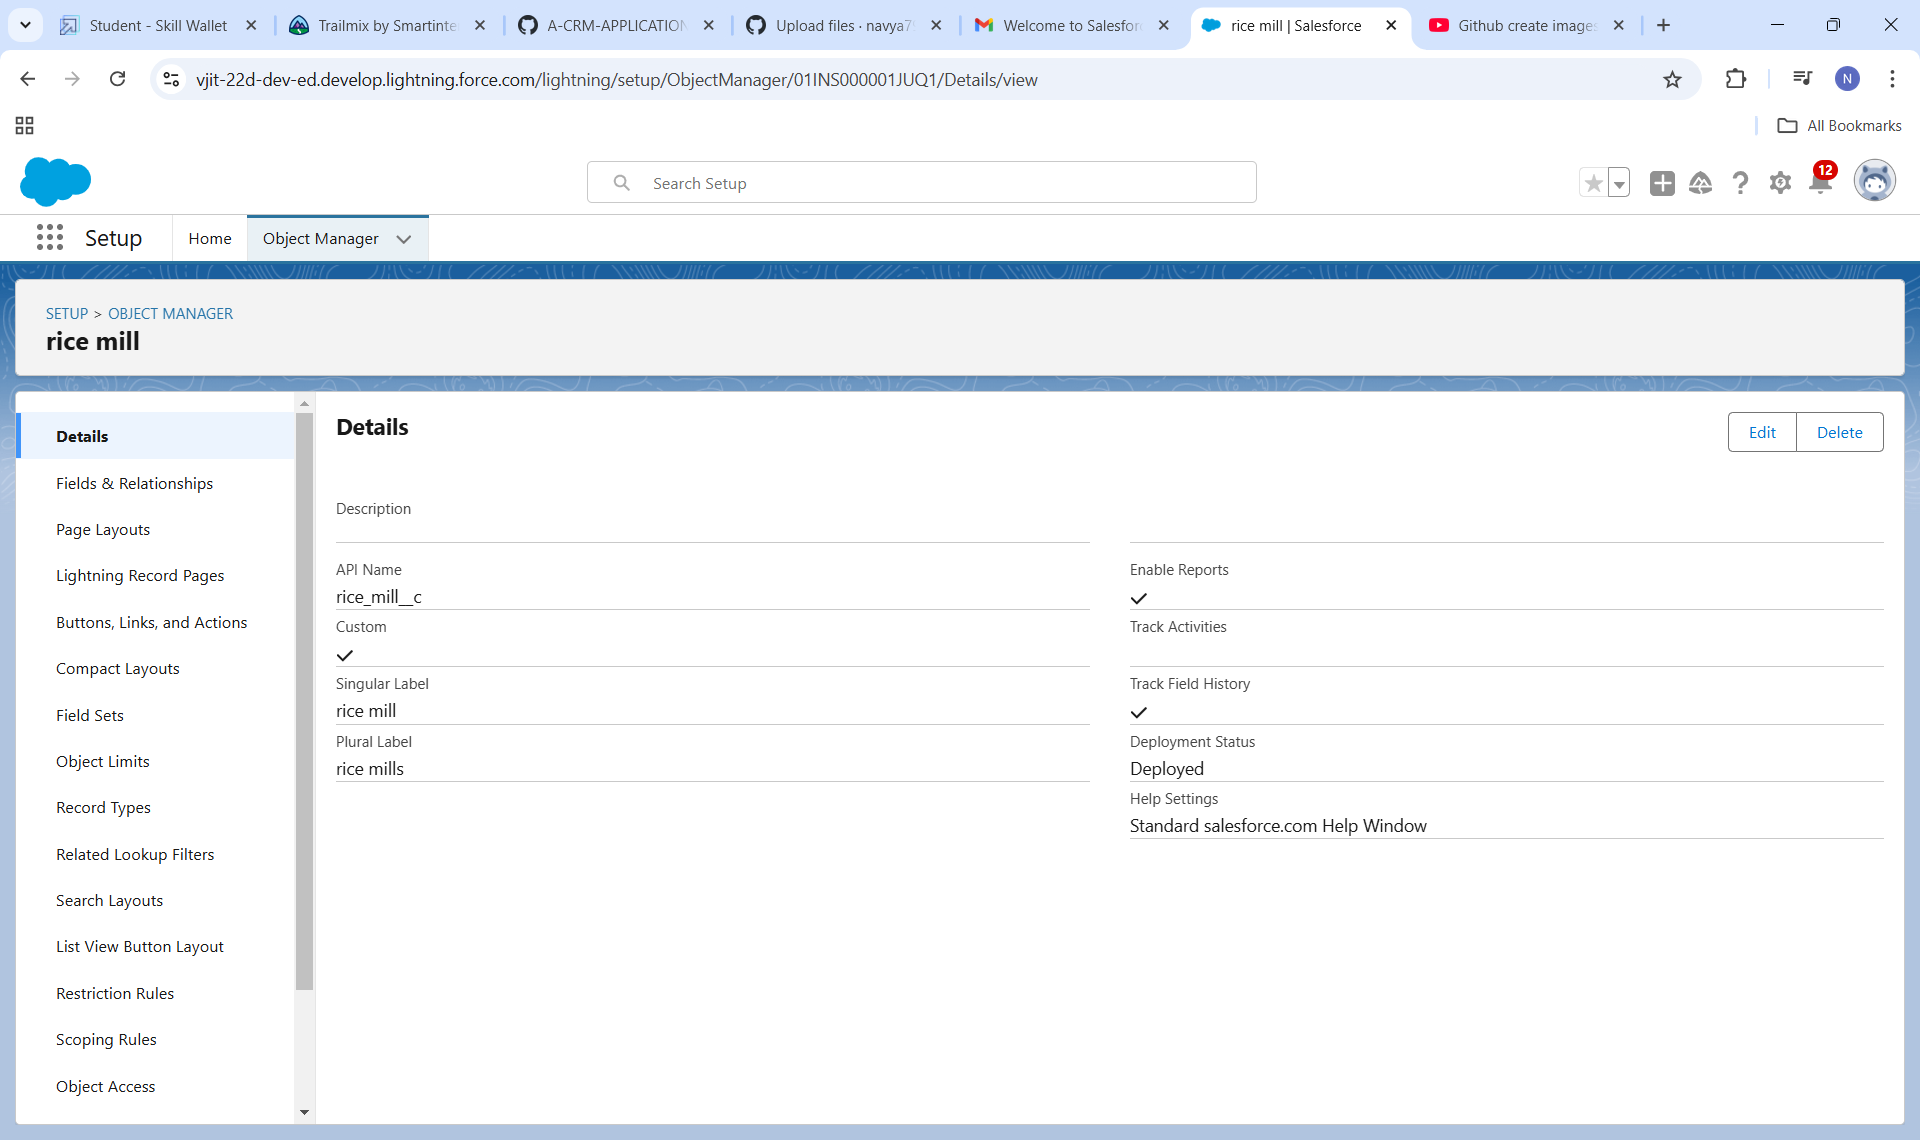 Student - Skill Wallet
Trailmix by Smartinte
A-CRM-APPLICATION
Upload files · navya7
Welcome to Salesfor
rice mill | Salesforce
Github create images
vjit-22d-dev-ed.develop.lightning.force.com/lightning/setup/ObjectManager/01INS000001JUQ1/Details/view
N
All Bookmarks
Search Setup
12
Setup
Home
Object Manager
SETUP > OBJECT MANAGER
rice mill
Details
Fields & Relationships
Page Layouts
Lightning Record Pages
Buttons, Links, and Actions
Compact Layouts
Field Sets
Object Limits
Record Types
Related Lookup Filters
Search Layouts
List View Button Layout
Restriction Rules
Scoping Rules
Object Access
Details
Edit
Delete
Description
API Name
rice_mill__c
Custom
Singular Label
rice mill
Plural Label
rice mills
Enable Reports
Track Activities
Track Field History
Deployment Status
Deployed
Help Settings
Standard salesforce.com Help Window